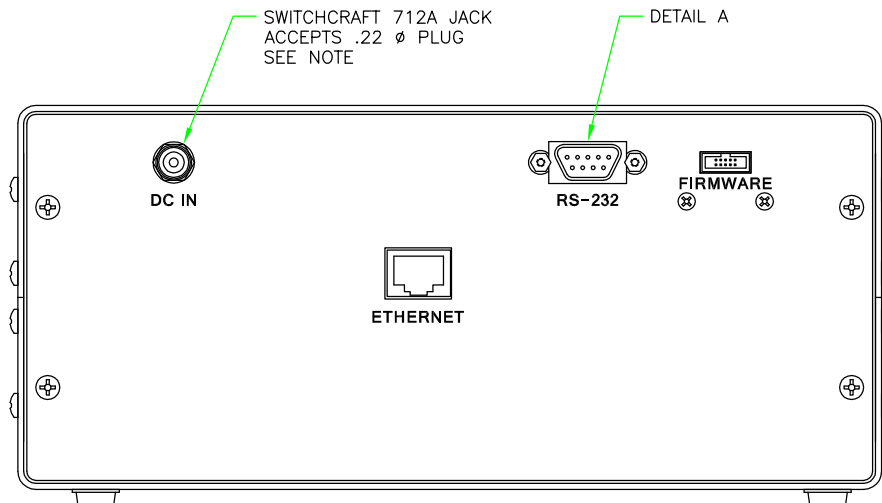 SWITCHCRAFT 712A JACK
ACCEPTS .22 ø PLUG
SEE NOTE
DETAIL A
DC IN
RS-232
FIRMWARE
ETHERNET